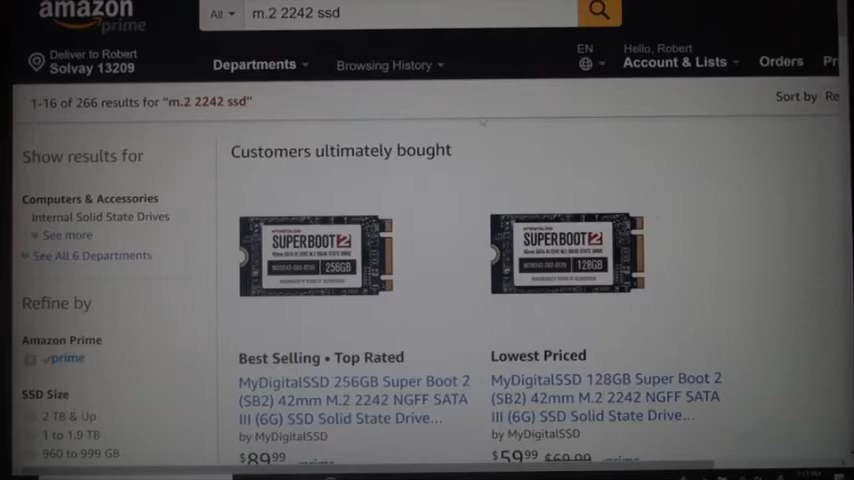 amazon
prime
All
m.2 2242 ssd
Deliver to Robert
Solvay 13209
Departments
Browsing History
EN
Hello, Robert
Account & Lists
Orders
Pr
1-16 of 266 results for "m.2 2242 ssd"
Sort by Re
Show results for
Computers & Accessories
Internal Solid State Drives
See more
See All 6 Departments
Refine by
Amazon Prime
prime
SSD Size
2 TB & Up
1 to 1.9 TB
960 to 999 GB
Customers ultimately bought
SUPERBOOT 2
256GB
Best Selling • Top Rated
MyDigitalSSD 256GB Super Boot 2
(SB2) 42mm M.2 2242 NGFF SATA
III (6G) SSD Solid State Drive...
by MyDigitalSSD
$89.99 prime
SUPERBOOT 2
128GB
Lowest Priced
MyDigitalSSD 128GB Super Boot 2
(SB2) 42mm M.2 2242 NGFF SATA
III (6G) SSD Solid State Drive...
by MyDigitalSSD
$59.99 $69.99 prime